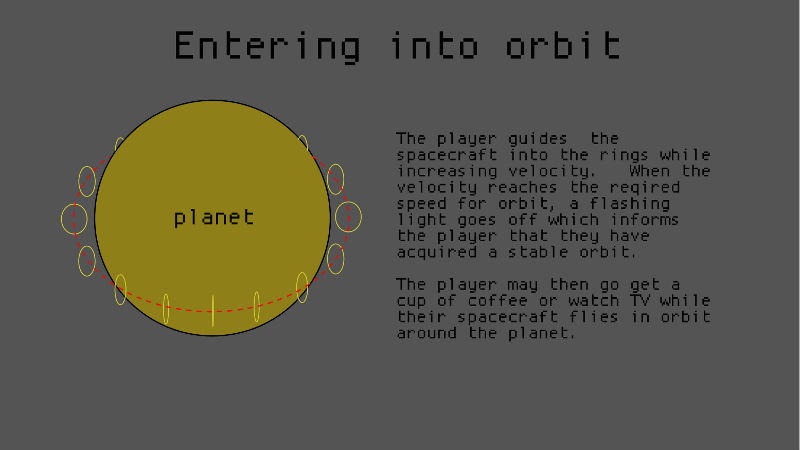 Entering into orbit
planet
The player guides  the
spacecraft into the rings while
increasing velocity.   When the
velocity reaches the reqired
speed for orbit, a flashing
light goes off which informs
the player that they have
acquired a stable orbit.
The player may then go get a
cup of coffee or watch TV while
their spacecraft flies in orbit
around the planet.